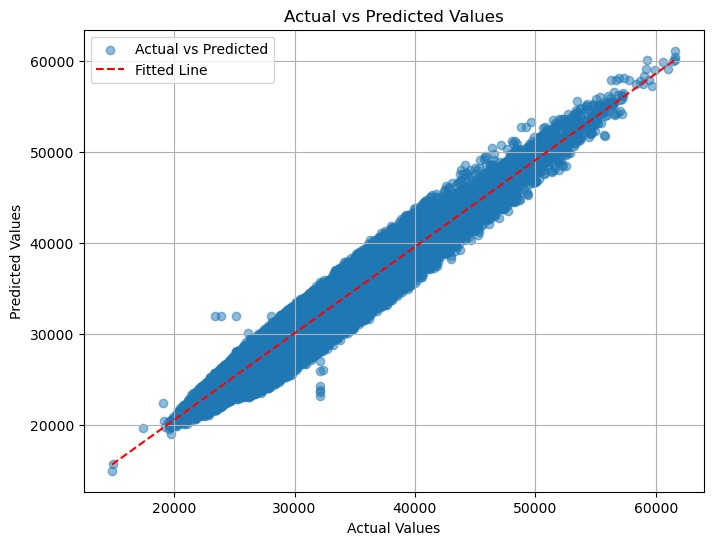 Actual vs Predicted Values
Actual vs Predicted
Fitted Line
60000
50000
40000
30000
20000
Predicted Values
20000 30000 40000 50000 60000
Actual Values